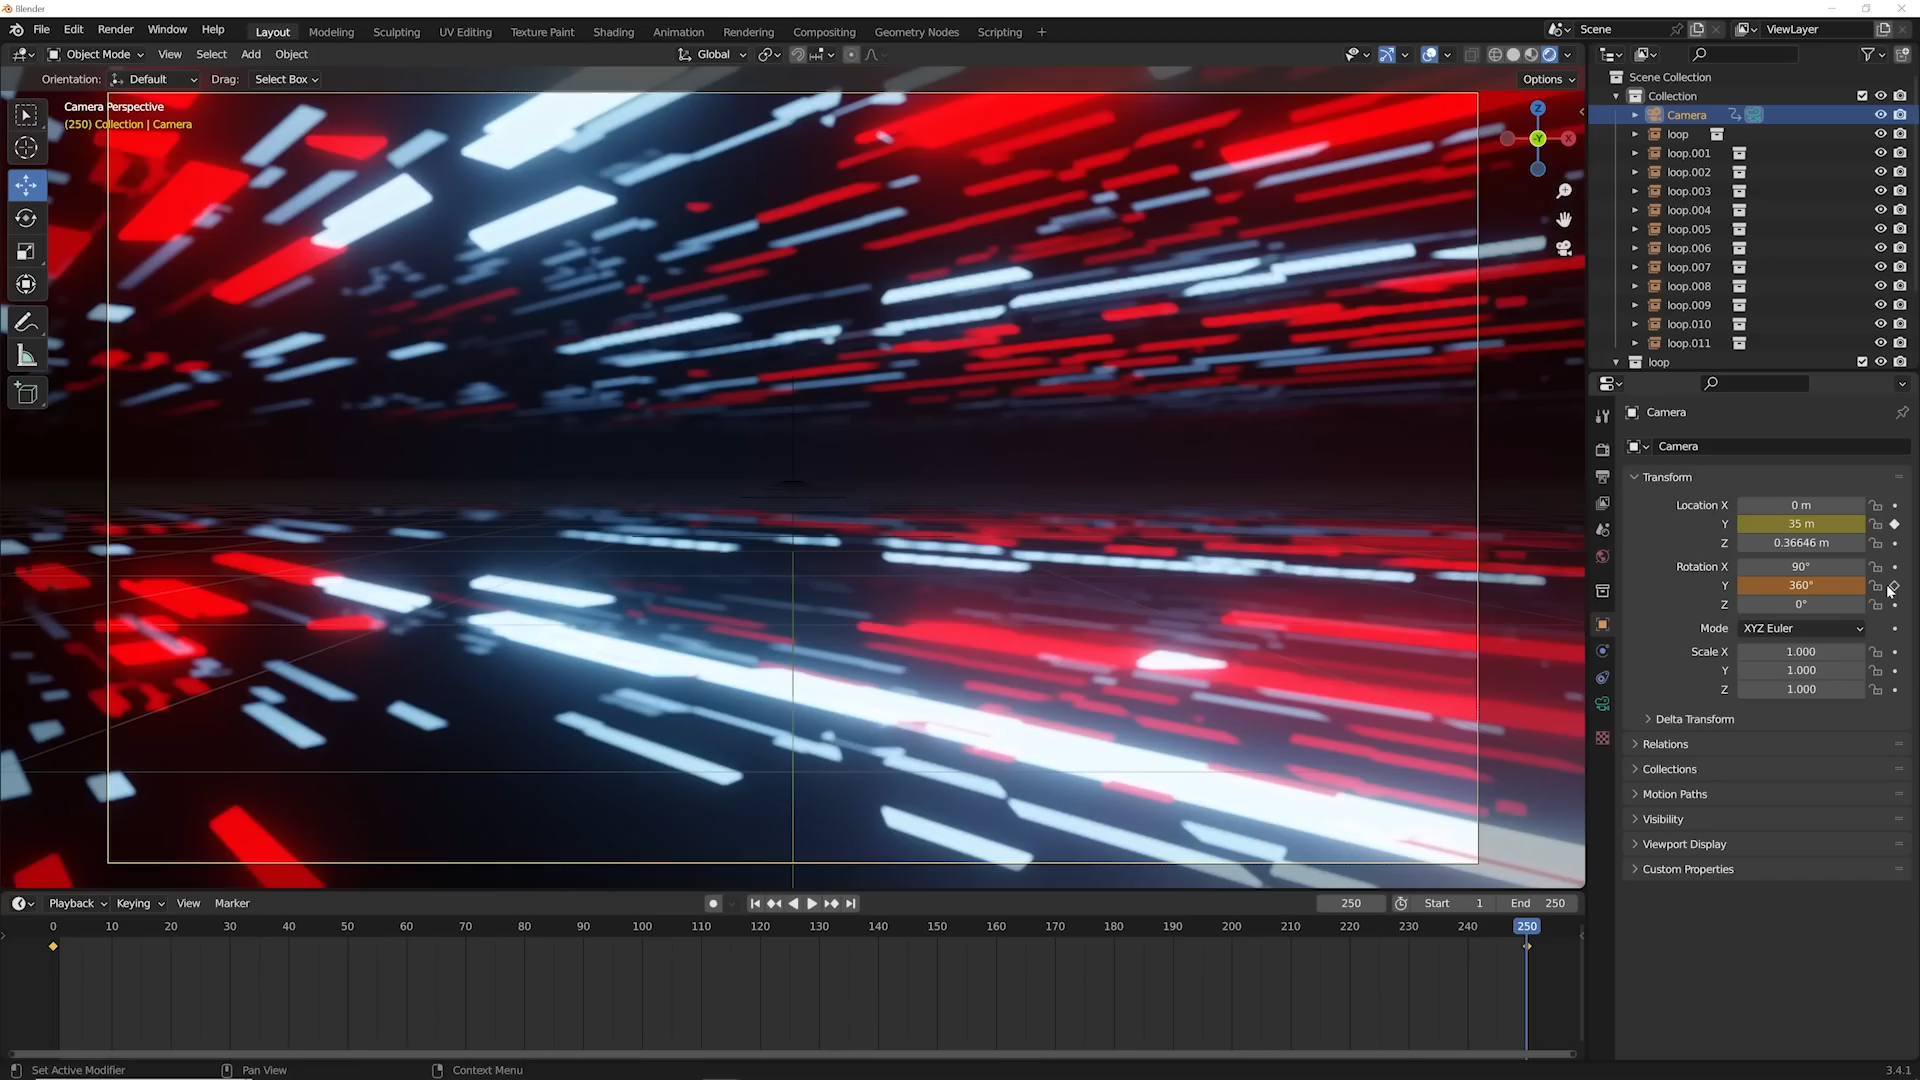 Blender
File Edit Render Window Help Layout Modeling Sculpting UV Editing Texture Paint Shading Animation Rendering Compositing Geometry Nodes Scripting + Scene ViewLayer
Object Mode View Select Add Object Global
Orientation: Default Drag: Select Box Options
Camera Perspective
(250) Collection | Camera
Z
Y
X
Scene Collection
Collection
Camera
loop
loop.001
loop.002
loop.003
loop.004
loop.005
loop.006
loop.007
loop.008
loop.009
loop.010
loop.011
loop
Camera
Camera
Transform
Location X 0 m
Y 35 m
Z 0.36646 m
Rotation X 90°
Y 360°
Z 0°
Mode XYZ Euler
Scale X 1.000
Y 1.000
Z 1.000
Delta Transform
Relations
Collections
Motion Paths
Visibility
Viewport Display
Custom Properties
Playback Keying View Marker 250 Start 1 End 250
0 10 20 30 40 50 60 70 80 90 100 110 120 130 140 150 160 170 180 190 200 210 220 230 240 250
Set Active Modifier Pan View Context Menu 3.4.1